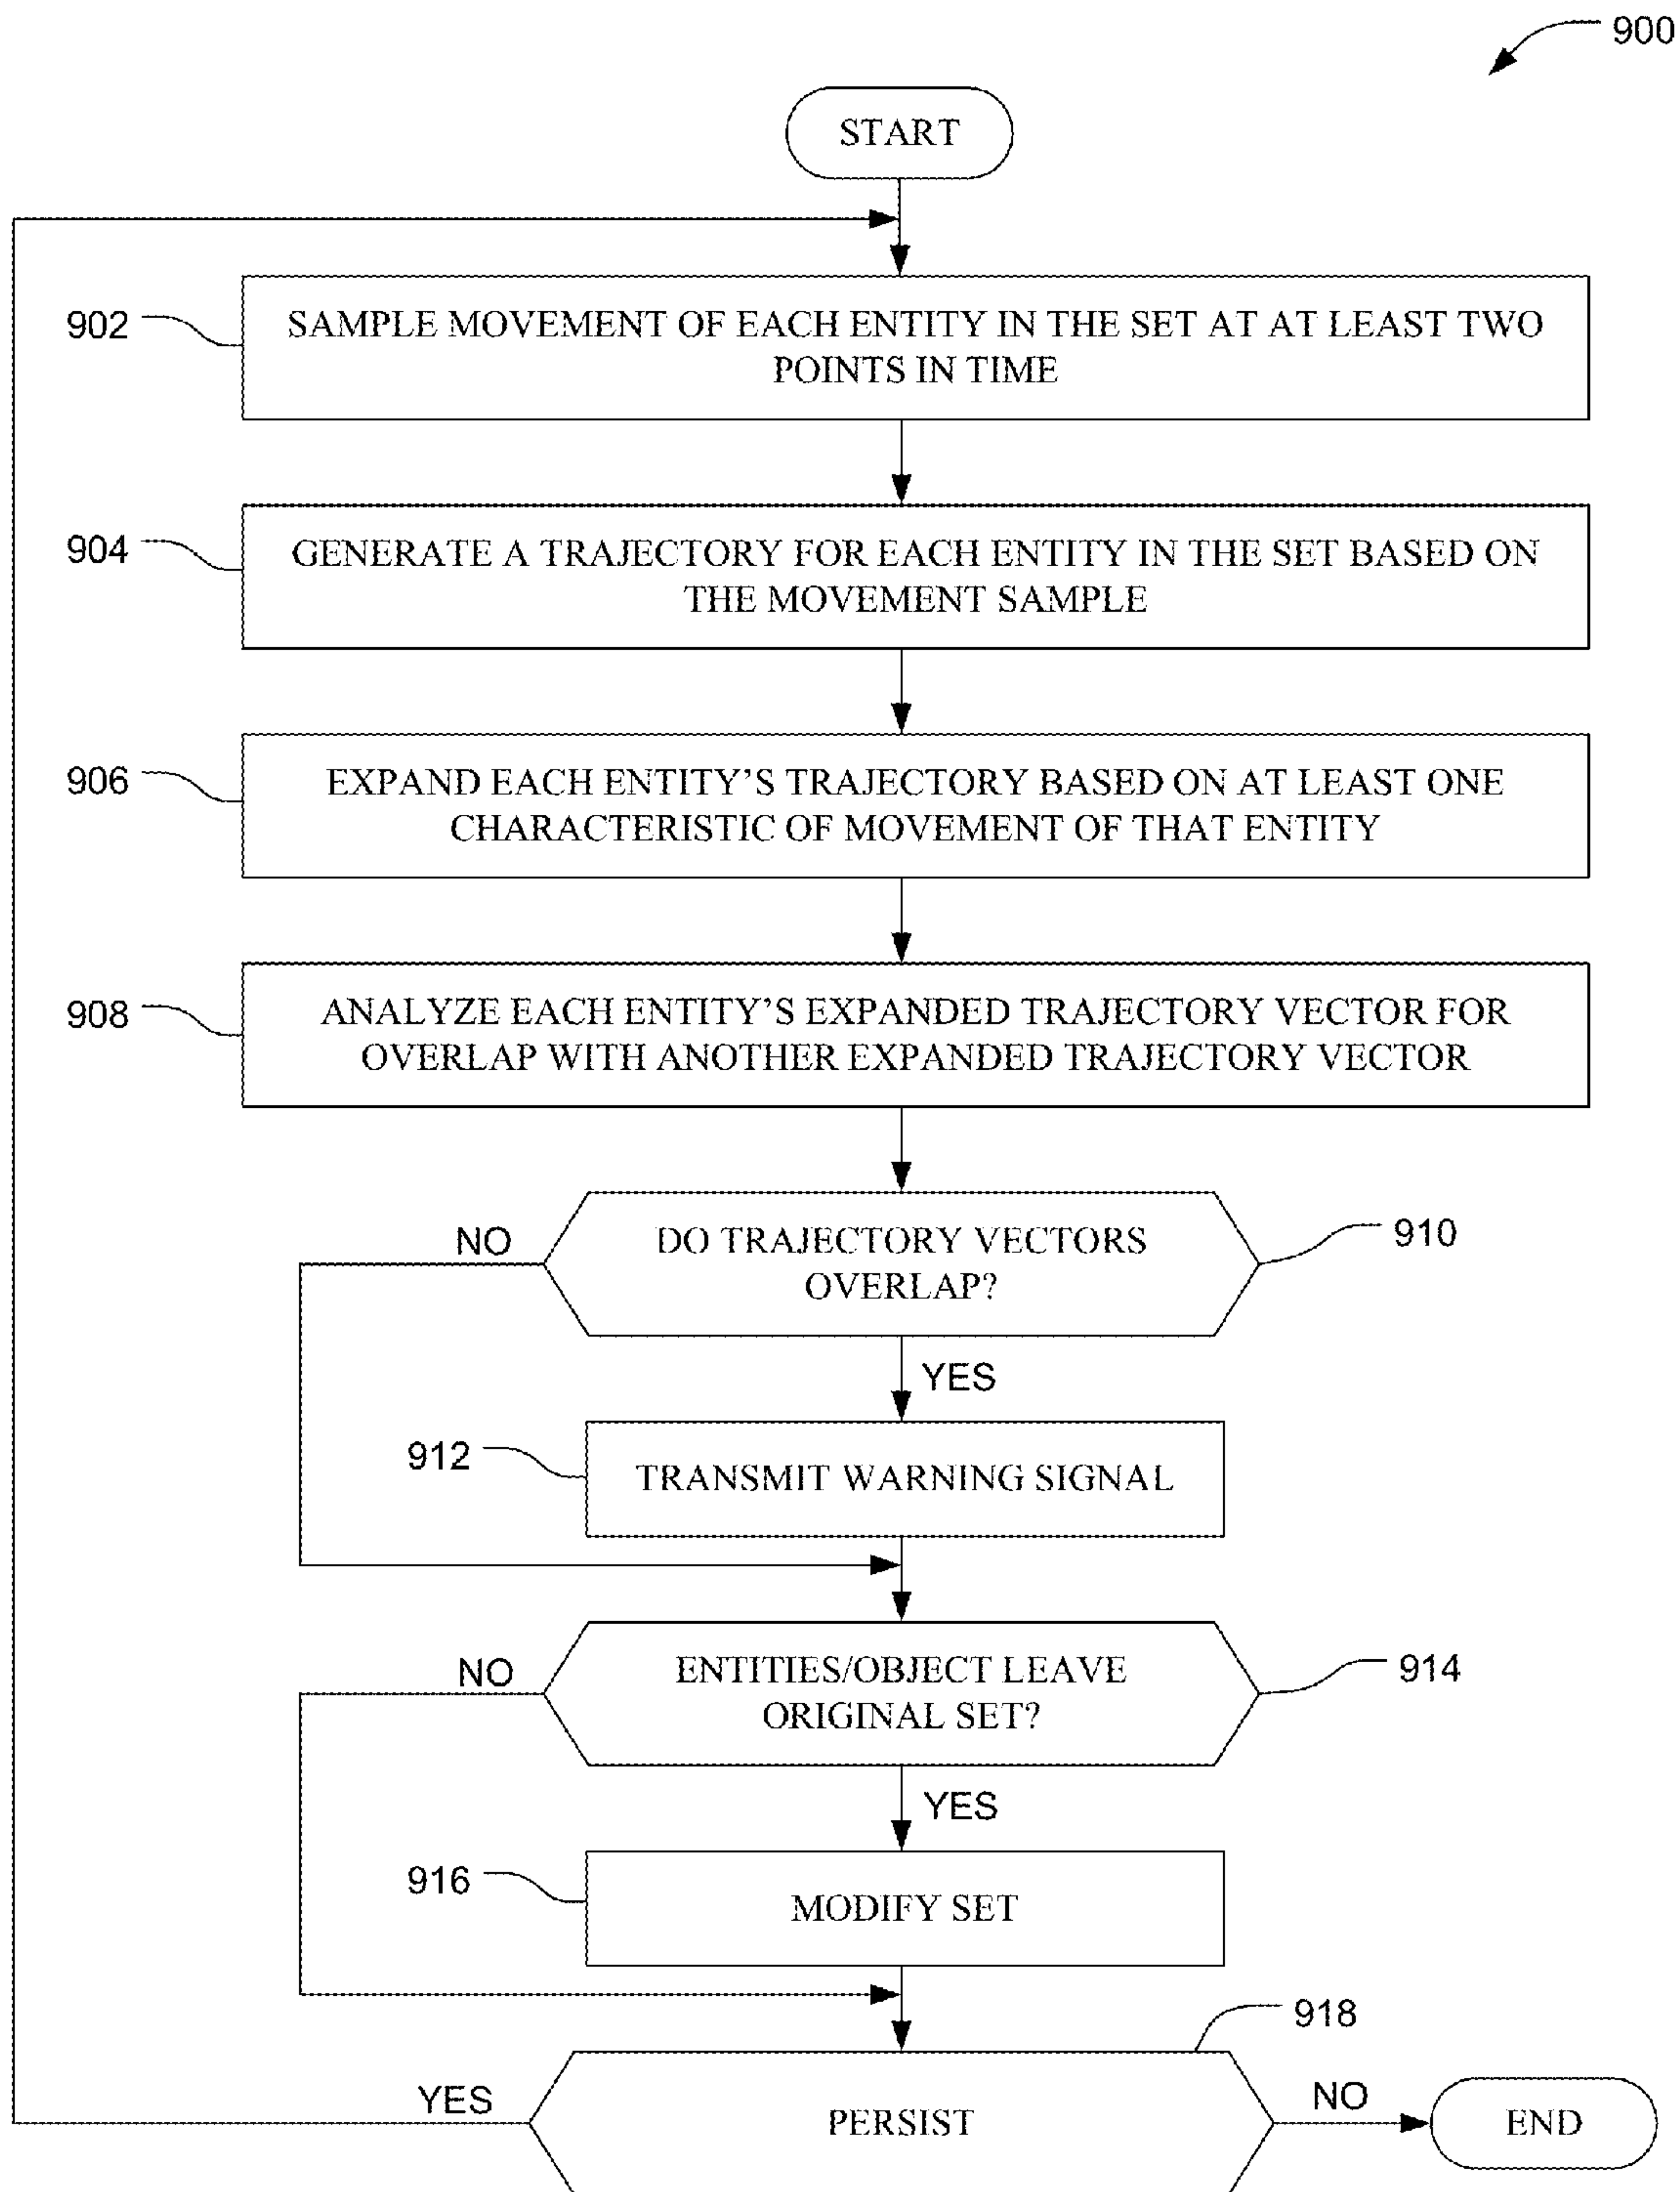 900
START
902
SAMPLE MOVEMENT OF EACH ENTITY IN THE SET AT AT LEAST TWO
POINTS IN TIME
904
GENERATE A TRAJECTORY FOR EACH ENTITY IN THE SET BASED ON
THE MOVEMENT SAMPLE
906
EXPAND EACH ENTITY'S TRAJECTORY BASED ON AT LEAST ONE
CHARACTERISTIC OF MOVEMENT OF THAT ENTITY
908
ANALYZE EACH ENTITY'S EXPANDED TRAJECTORY VECTOR FOR
OVERLAP WITH ANOTHER EXPANDED TRAJECTORY VECTOR
NO
DO TRAJECTORY VECTORS
OVERLAP?
910
YES
912
TRANSMIT WARNING SIGNAL
NO
ENTITIES/OBJECT LEAVE
ORIGINAL SET?
914
YES
916
MODIFY SET
918
YES
PERSIST
NO
END